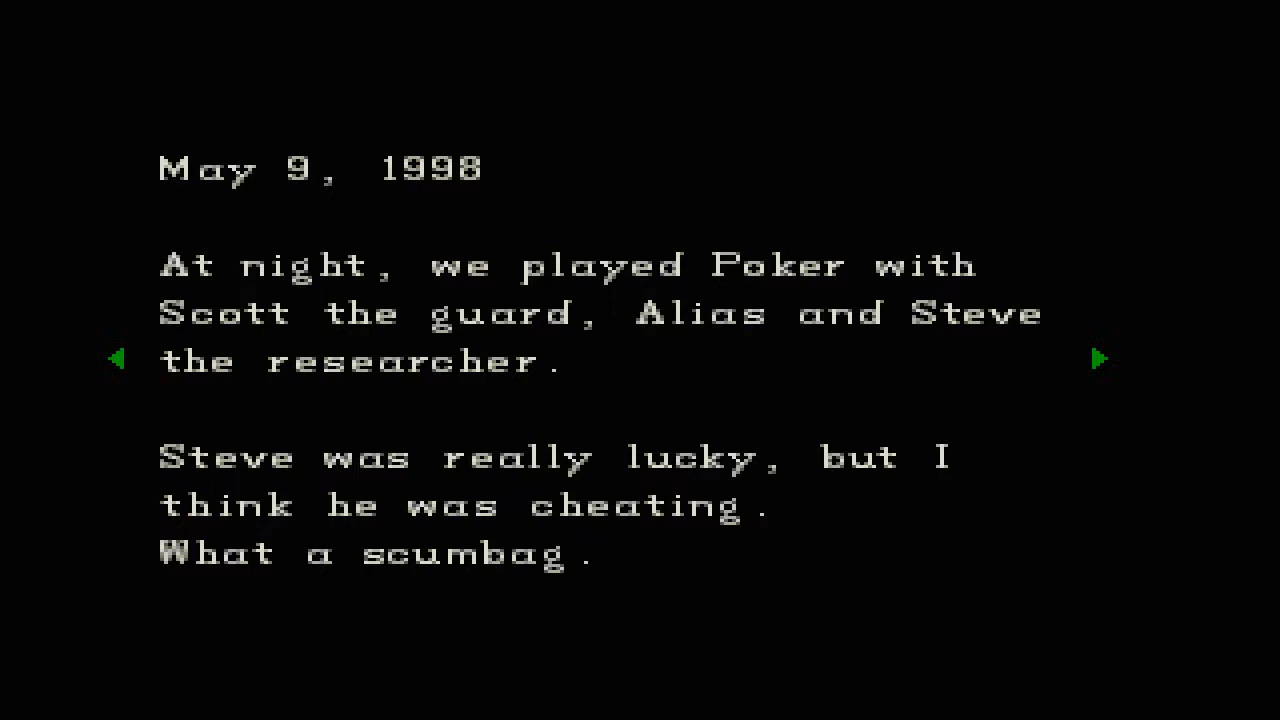 May 9, 1998
At night, we played Poker with
Scott the guard, Alias and Steve
the researcher.
Steve was really lucky, but I
think he was cheating.
What a scumbag.